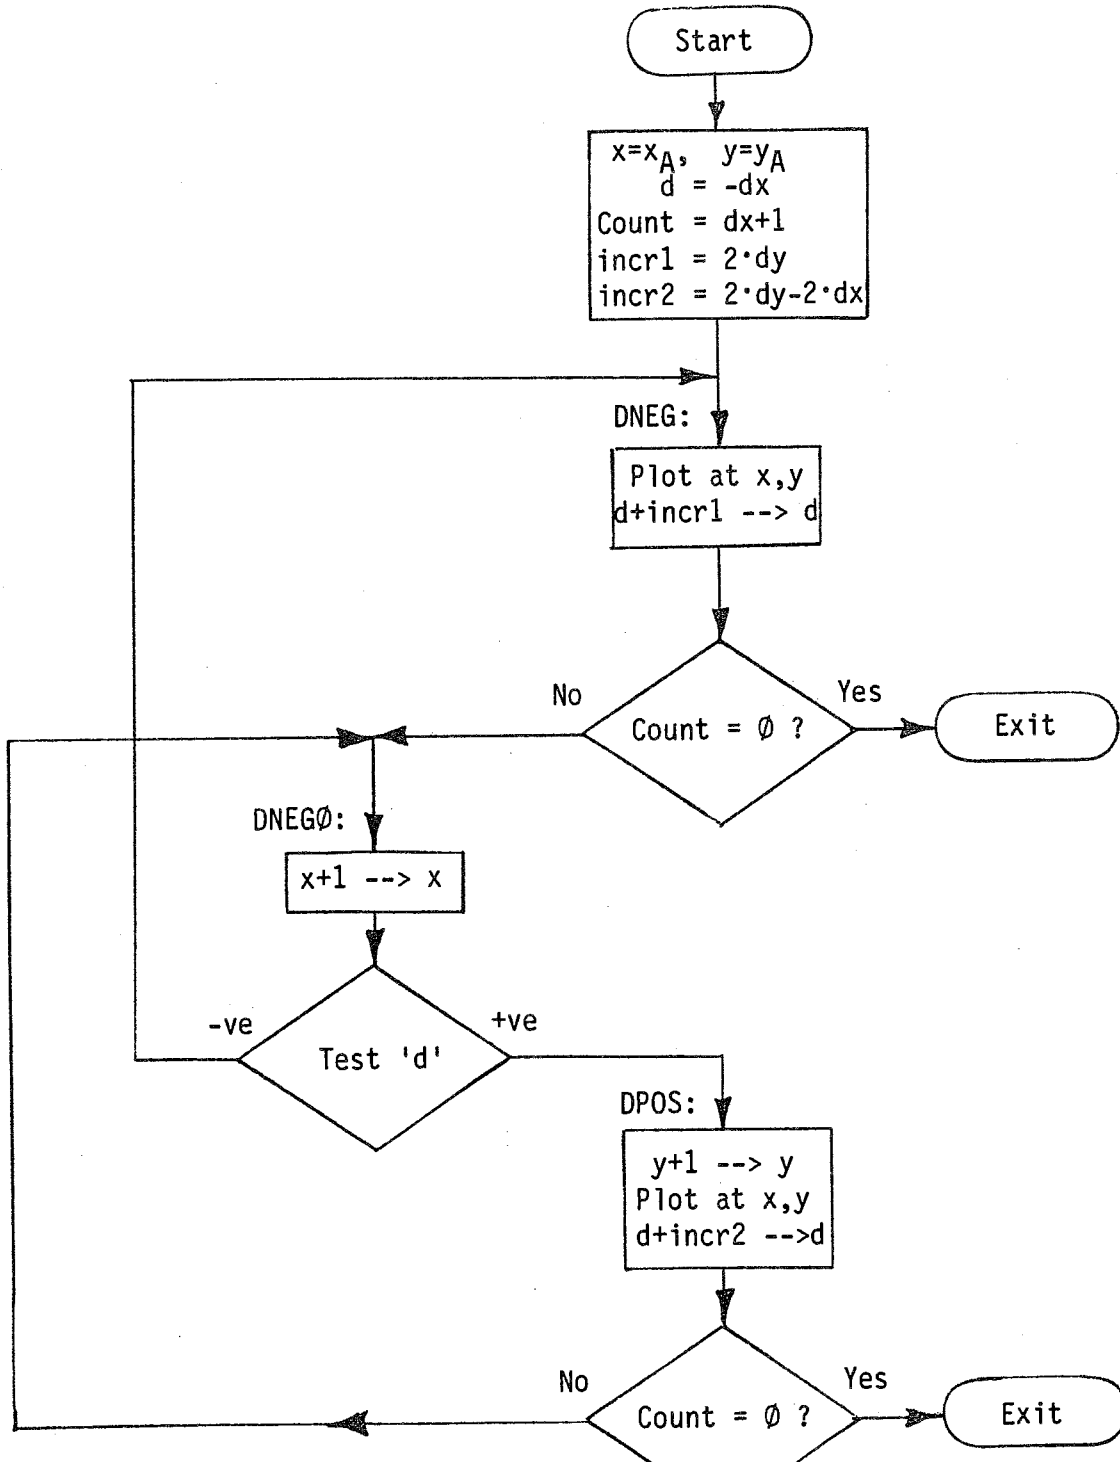 Start
x=xA, y=yA
d = -dx
Count = dx+1
incr1 = 2·dy
incr2 = 2·dy-2·dx
DNEG:
Plot at x,y
d+incr1 --> d
No
Yes
Count = Ø ?
Exit
DNEGØ:
x+1 --> x
-ve
+ve
Test 'd'
DPOS:
y+1 --> y
Plot at x,y
d+incr2 -->d
No
Yes
Count = Ø ?
Exit